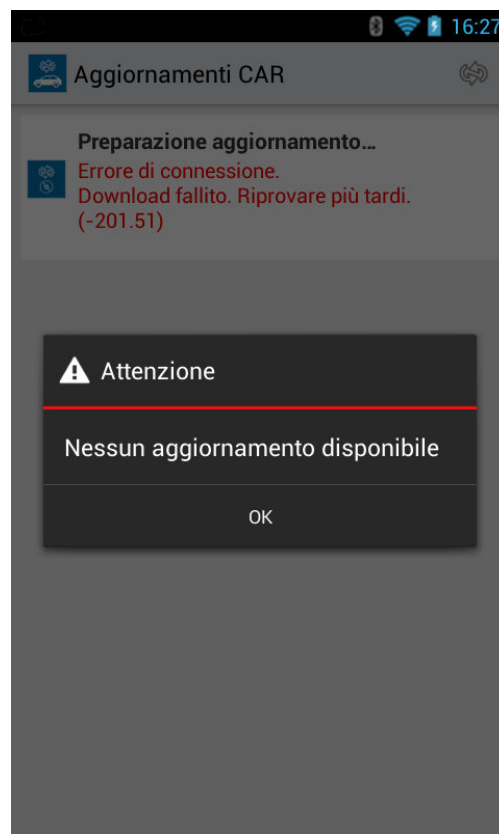 16:27
Aggiornamenti CAR
Preparazione aggiornamento...
Errore di connessione.
Download fallito. Riprovare più tardi.
(-201.51)
Attenzione
Nessun aggiornamento disponibile
OK